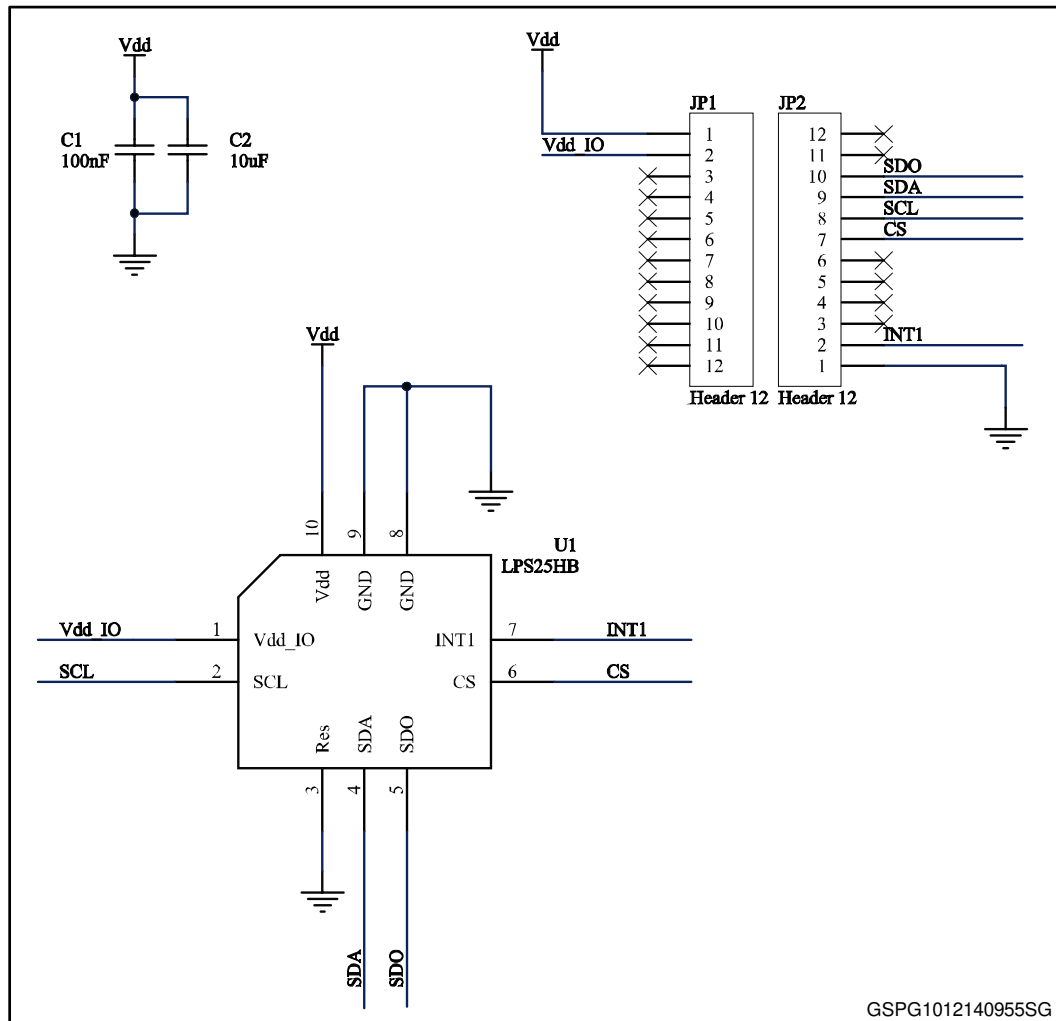 Vdd
C1
100nF
C2
10uF
Vdd
Vdd_IO
JP1
1
2
3
4
5
6
7
8
9
10
11
12
Header 12
JP2
12
11
10
9
8
7
6
5
4
3
2
1
Header 12
SDO
SDA
SCL
CS
INT1
Vdd
10
9
8
U1
LPS25HB
Vdd
GND
GND
Vdd_IO
1
Vdd_IO
INT1
7
INT1
SCL
2
SCL
CS
6
CS
Res
SDA
SDO
3
4
5
SDA
SDO
GSPG1012140955SG